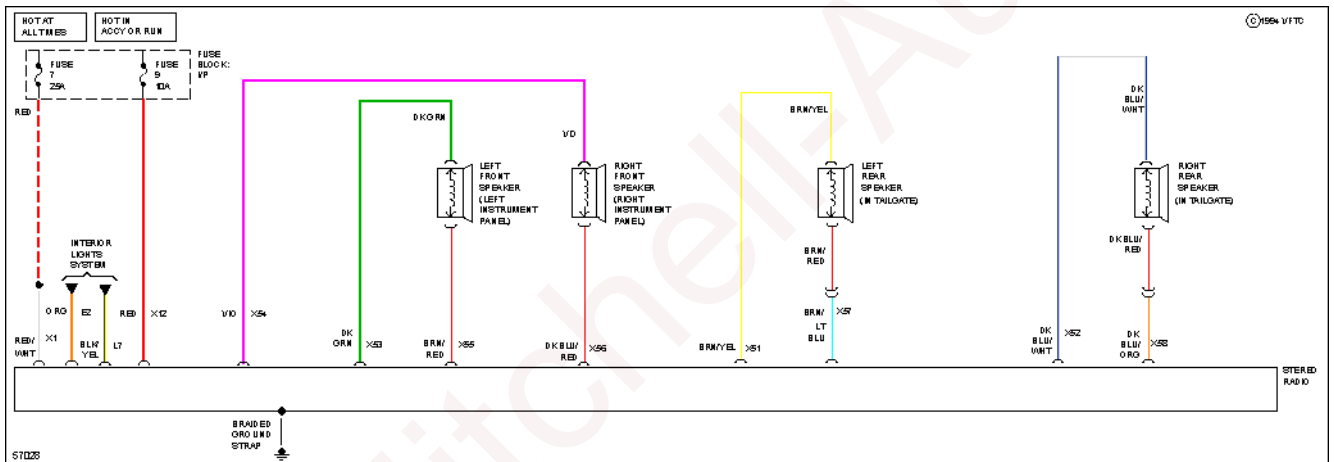 HOT AT
ALL TIMES
HOT IN
ACCY OR RUN
© 1994 VFTC
FUSE
7
25A
FUSE
9
10A
FUSE
BLOCK:
I/P
RED
DK GRN
VIO
BRN/YEL
DK
BLU/
WHT
LEFT
FRONT
SPEAKER
(LEFT
INSTRUMENT
PANEL)
RIGHT
FRONT
SPEAKER
(RIGHT
INSTRUMENT
PANEL)
LEFT
REAR
SPEAKER
(IN TAILGATE)
RIGHT
REAR
SPEAKER
(IN TAILGATE)
INTERIOR
LIGHTS
SYSTEM
BRN/
RED
DK BLU/
RED
RED/
WHT
X1
ORG
E2
BLK/
YEL
L7
RED
X12
VIO
X54
DK
GRN
X53
BRN/
RED
X55
DK BLU/
RED
X56
BRN/YEL
X51
BRN/
LT
BLU
X57
DK
BLU/
WHT
X52
DK
BLU/
ORG
X58
STEREO
RADIO
BRAIDED
GROUND
STRAP
57028